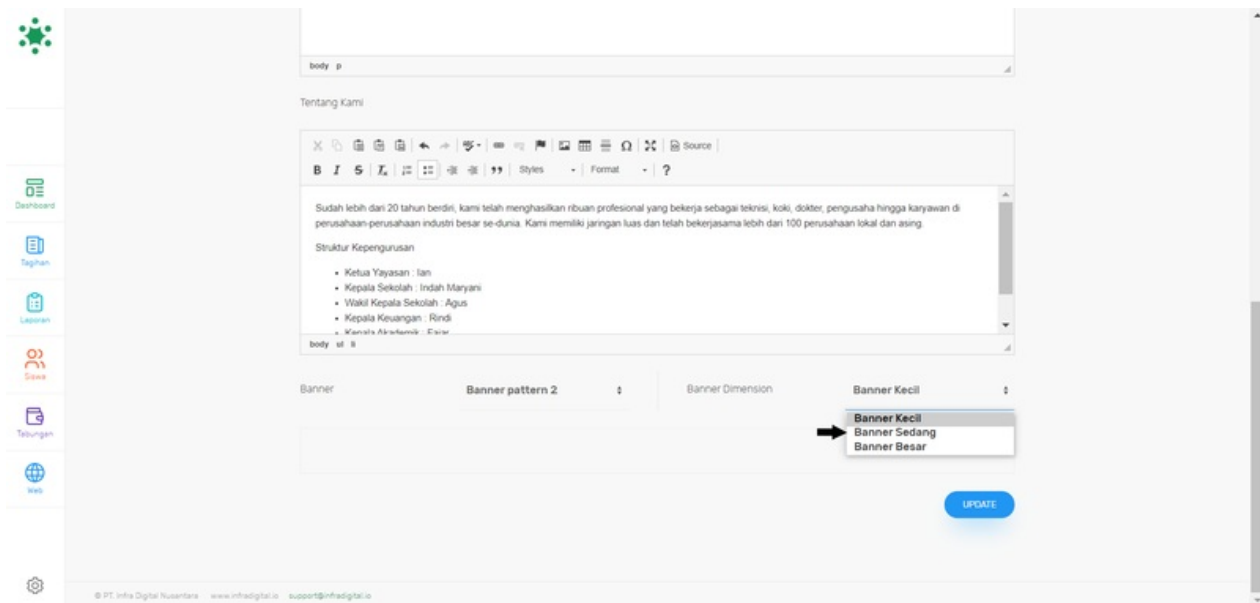 body p
Tentang Kami
Source
B I S Ix Styles Format ?
Sudah lebih dari 20 tahun berdiri, kami telah menghasilkan ribuan profesional yang bekerja sebagai teknisi, koki, dokter, pengusaha hingga karyawan di
perusahaan-perusahaan industri besar se-dunia. Kami memiliki jaringan luas dan telah bekerjasama lebih dari 100 perusahaan lokal dan asing.
Struktur Kepengurusan
• Ketua Yayasan : Ian
• Kepala Sekolah : Indah Maryani
• Wakil Kepala Sekolah : Agus
• Kepala Keuangan : Rindi
• Kepala Akademik : Fajar
body ul li
Dashboard
Tagihan
Laporan
Siswa
Tabungan
Web
Banner Banner pattern 2 Banner Dimension Banner Kecil
Banner Kecil
Banner Sedang
Banner Besar
UPDATE
© PT. Infra Digital Nusantara www.infradigital.io support@infradigital.io